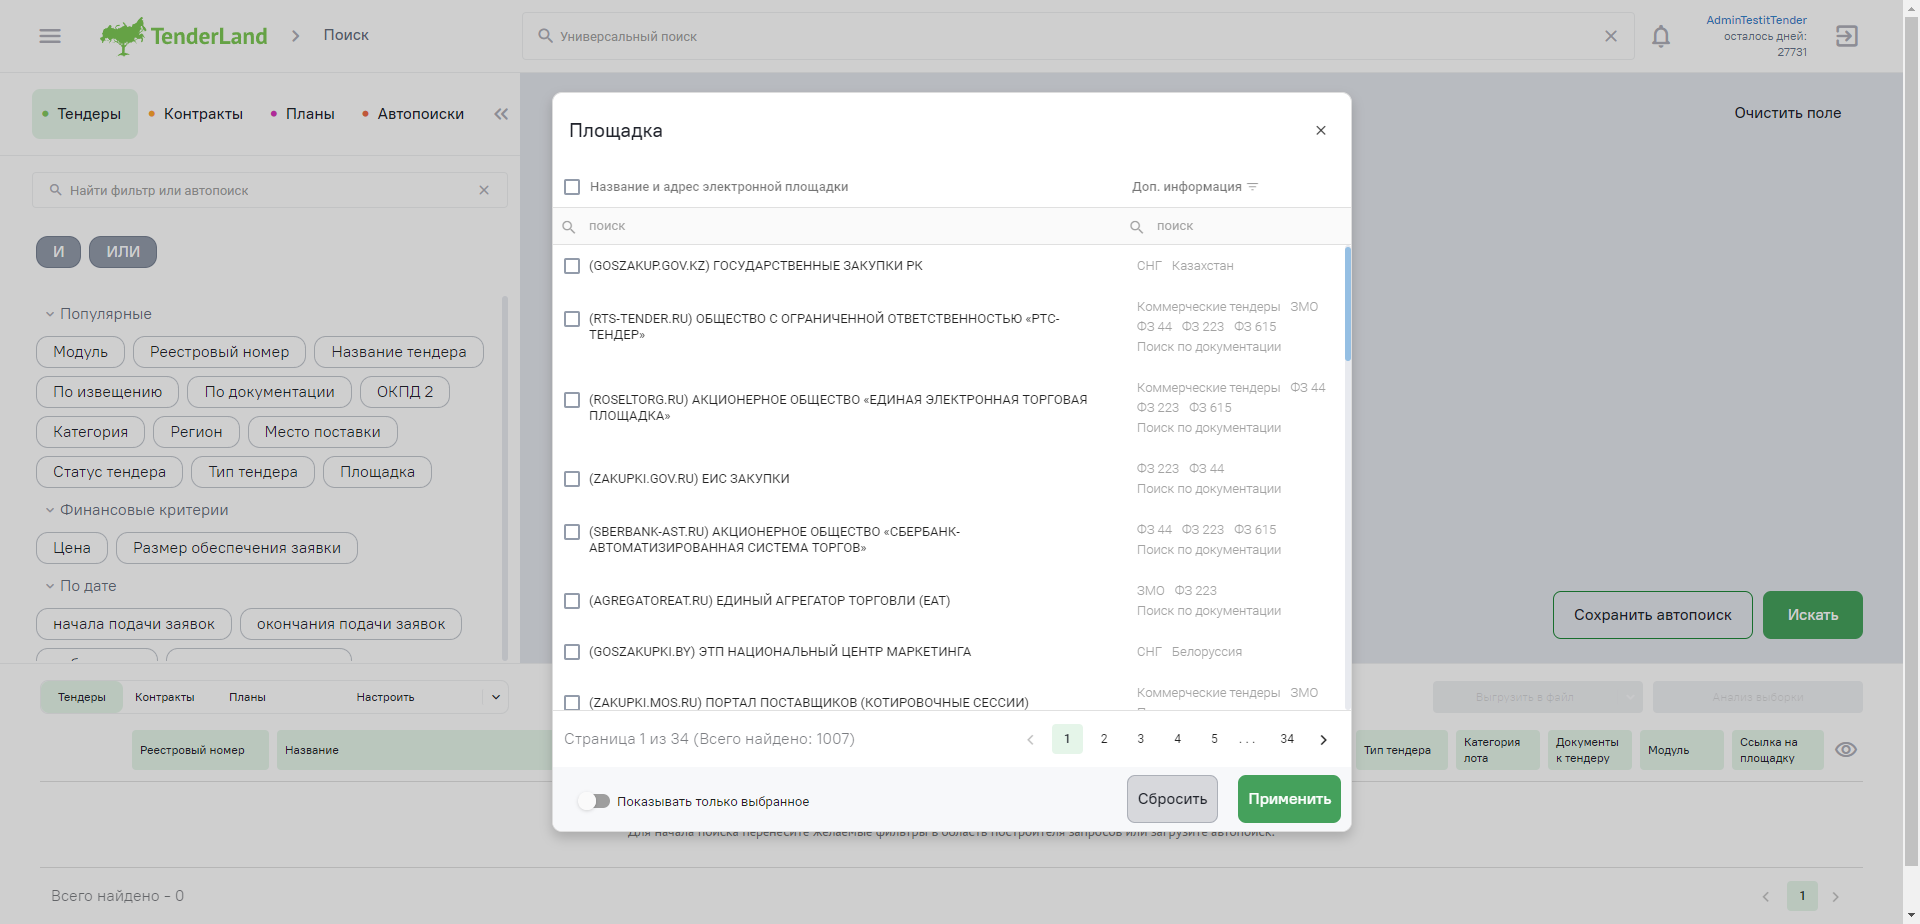 TenderLand
Поиск
Универсальный поиск
AdminTestitTender
осталось дней:
27731
Тендеры
Контракты
Планы
Автопоиски
Найти фильтр или автопоиск
И
ИЛИ
Популярные
Модуль
Реестровый номер
Название тендера
По извещению
По документации
ОКПД 2
Категория
Регион
Место поставки
Статус тендера
Тип тендера
Площадка
Финансовые критерии
Цена
Размер обеспечения заявки
По дате
начала подачи заявок
окончания подачи заявок
Очистить поле
Сохранить автопоиск
Искать
Площадка
Название и адрес электронной площадки
Доп. информация
поиск
поиск
(GOSZAKUP.GOV.KZ) ГОСУДАРСТВЕННЫЕ ЗАКУПКИ РК
СНГ Казахстан
(RTS-TENDER.RU) ОБЩЕСТВО С ОГРАНИЧЕННОЙ ОТВЕТСТВЕННОСТЬЮ «РТС-
ТЕНДЕР»
Коммерческие тендеры ЗМО
ФЗ 44 ФЗ 223 ФЗ 615
Поиск по документации
(ROSELTORG.RU) АКЦИОНЕРНОЕ ОБЩЕСТВО «ЕДИНАЯ ЭЛЕКТРОННАЯ ТОРГОВАЯ
ПЛОЩАДКА»
Коммерческие тендеры ФЗ 44
ФЗ 223 ФЗ 615
Поиск по документации
(ZAKUPKI.GOV.RU) ЕИС ЗАКУПКИ
ФЗ 223 ФЗ 44
Поиск по документации
(SBERBANK-AST.RU) АКЦИОНЕРНОЕ ОБЩЕСТВО «СБЕРБАНК-
АВТОМАТИЗИРОВАННАЯ СИСТЕМА ТОРГОВ»
ФЗ 44 ФЗ 223 ФЗ 615
Поиск по документации
(AGREGATOREAT.RU) ЕДИНЫЙ АГРЕГАТОР ТОРГОВЛИ (ЕАТ)
ЗМО ФЗ 223
Поиск по документации
(GOSZAKUPKI.BY) ЭТП НАЦИОНАЛЬНЫЙ ЦЕНТР МАРКЕТИНГА
СНГ Белоруссия
(ZAKUPKI.MOS.RU) ПОРТАЛ ПОСТАВЩИКОВ (КОТИРОВОЧНЫЕ СЕССИИ)
Коммерческие тендеры ЗМО
Страница 1 из 34 (Всего найдено: 1007)
1 2 3 4 5 ... 34
Показывать только выбранное
Сбросить
Применить
Тендеры
Контракты
Планы
Настроить
Выгрузить в файл
Анализ выборки
Реестровый номер
Название
Тип тендера
Категория
лота
Документы
к тендеру
Модуль
Ссылка на
площадку
Для начала поиска перенесите желаемые фильтры в область построителя запросов или загрузите автопоиск.
Всего найдено - 0
1